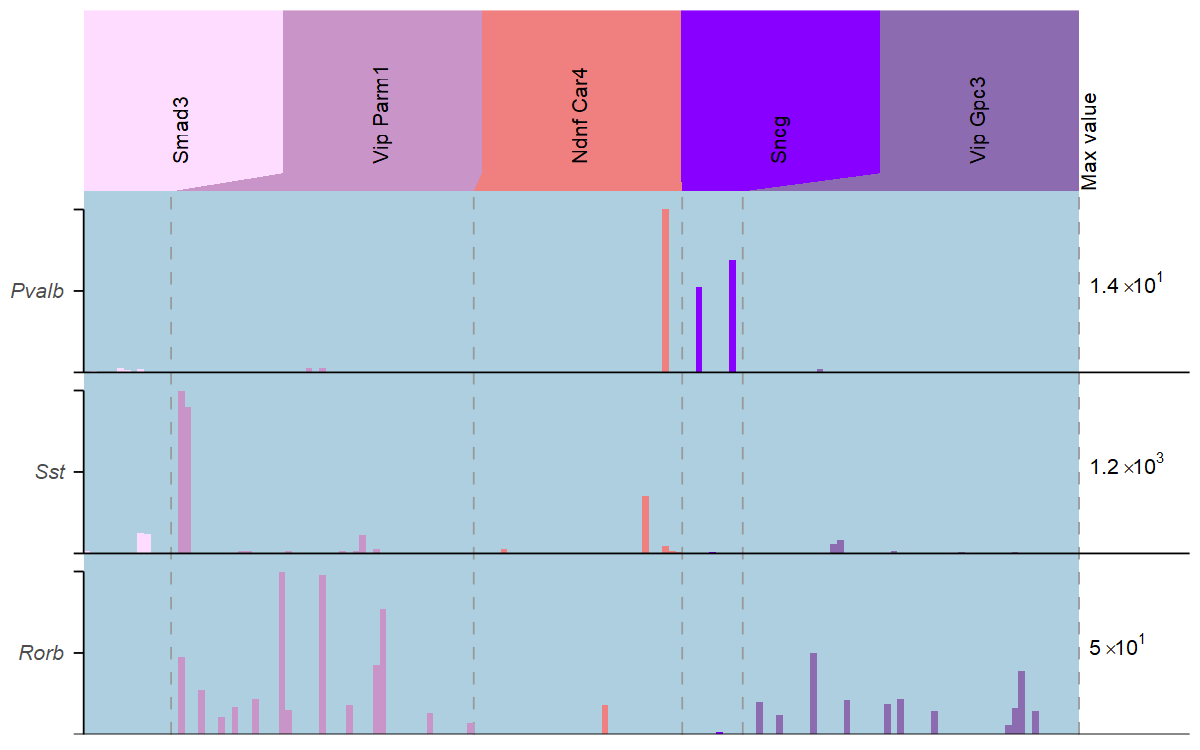 Smad3
Vip Parm1
Ndnf Car4
Sncg
Vip Gpc3
Max value
Pvalb
1.4 ×10¹
Sst
1.2 ×10³
Rorb
5 ×10¹